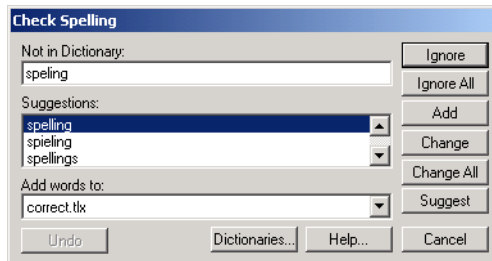 Check Spelling
Not in Dictionary:
speling
Suggestions:
spelling
spieling
spellings
Add words to:
correct.tlx
Ignore
Ignore All
Add
Change
Change All
Suggest
Undo
Dictionaries...
Help...
Cancel